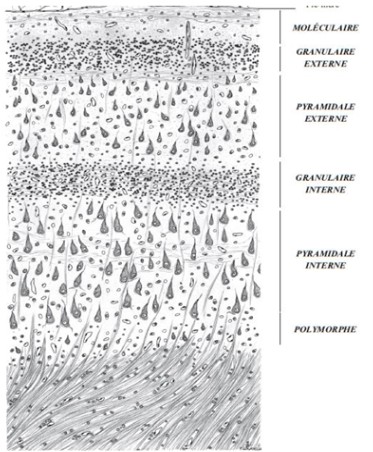 MOLÉCULAIRE
GRANULAIRE
EXTERNE
PYRAMIDALE
EXTERNE
GRANULAIRE
INTERNE
PYRAMIDALE
INTERNE
POLYMORPHE